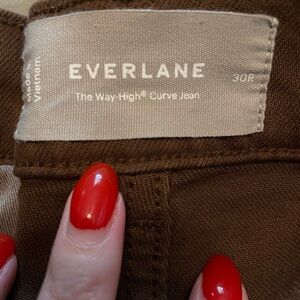 Made in
Vietnam
EVERLANE
30R
The Way-High® Curve Jean